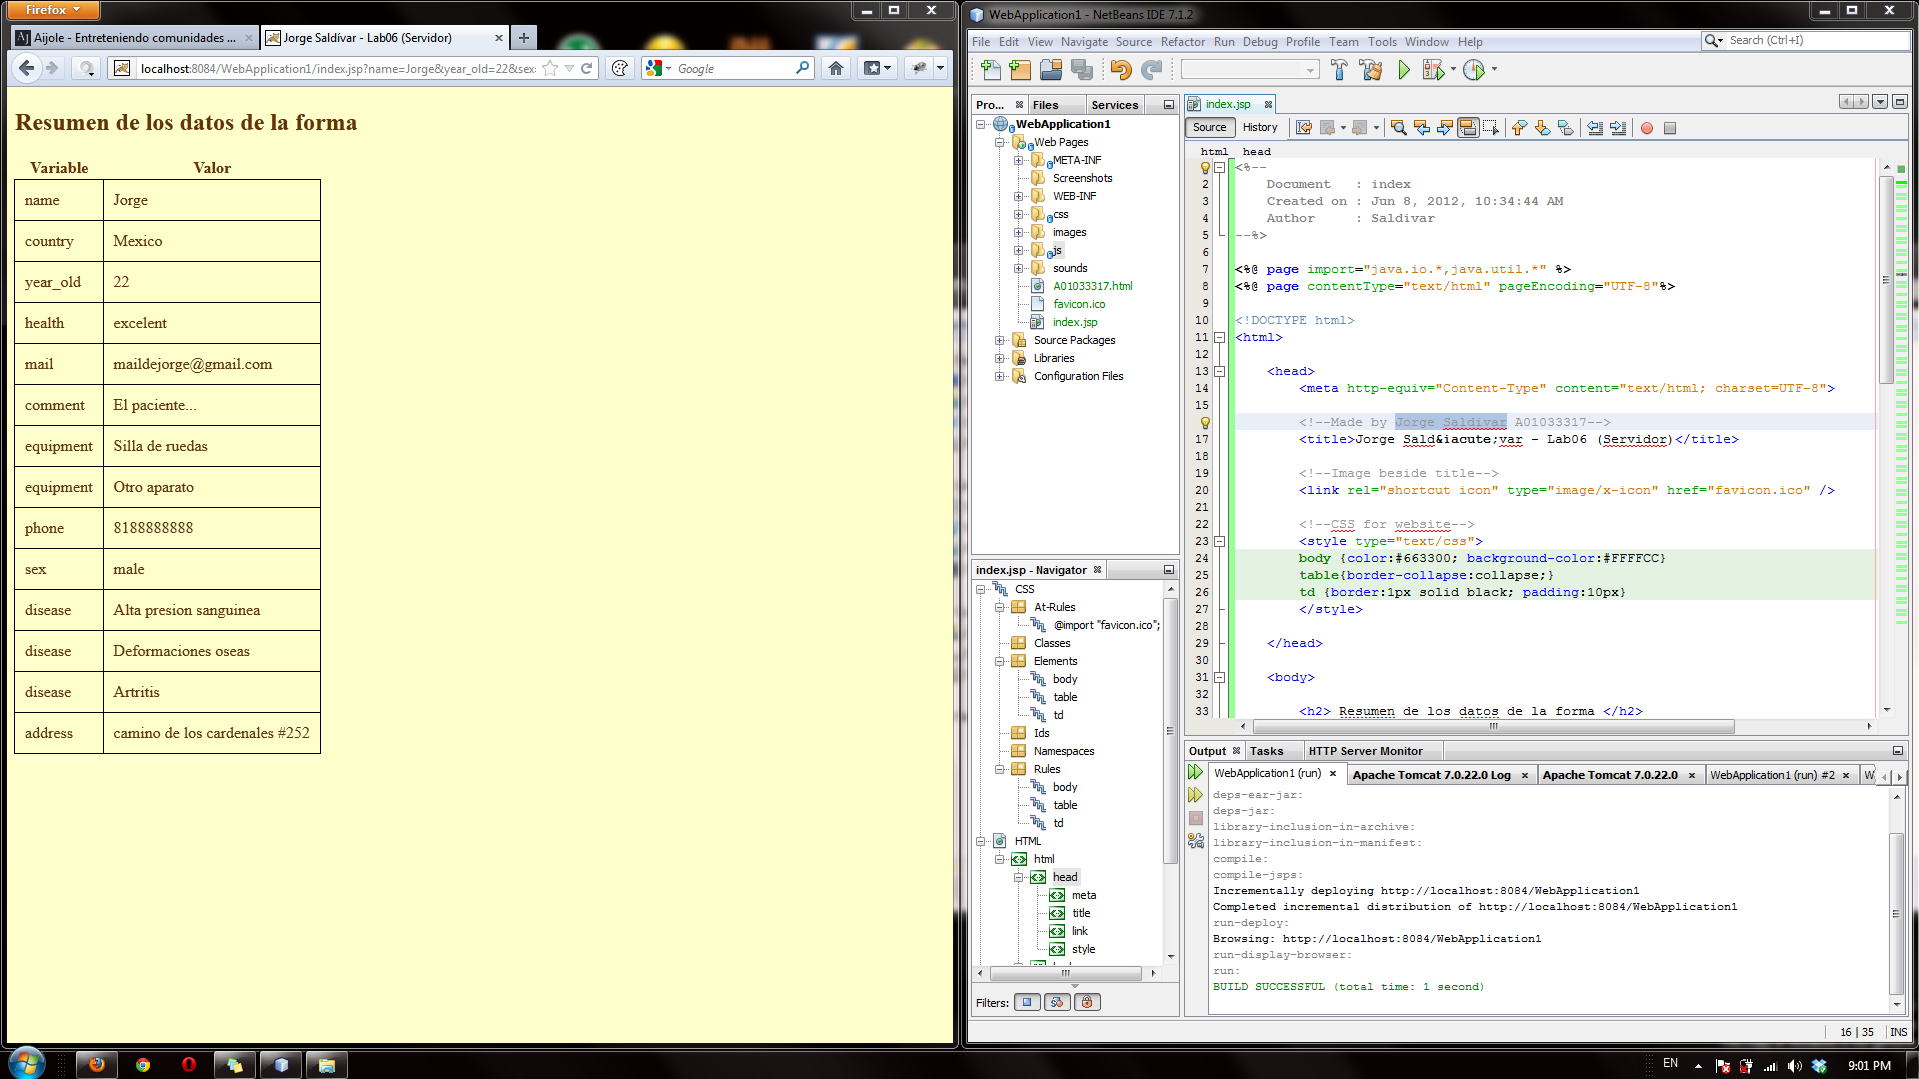 Firefox
Aijole - Entreteniendo comunidades ...
Jorge Saldívar - Lab06 (Servidor)
localhost:8084/WebApplication1/index.jsp?name=Jorge&year_old=22&sex
Google
Resumen de los datos de la forma
Variable Valor
name Jorge
country Mexico
year_old 22
health excelent
mail maildejorge@gmail.com
comment El paciente...
equipment Silla de ruedas
equipment Otro aparato
phone 8188888888
sex male
disease Alta presion sanguinea
disease Deformaciones oseas
disease Artritis
address camino de los cardenales #252
WebApplication1 - NetBeans IDE 7.1.2
File Edit View Navigate Source Refactor Run Debug Profile Team Tools Window Help
Search (Ctrl+I)
Pro... Files Services
WebApplication1
Web Pages
META-INF
Screenshots
WEB-INF
css
images
js
sounds
A01033317.html
favicon.ico
index.jsp
Source Packages
Libraries
Configuration Files
index.jsp - Navigator
CSS
At-Rules
@import "favicon.ico";
Classes
Elements
body
table
td
Ids
Namespaces
Rules
body
table
td
HTML
html
head
meta
title
link
style
Filters:
index.jsp
Source History
html head
<%--
2 Document : index
3 Created on : Jun 8, 2012, 10:34:44 AM
4 Author : Saldivar
5 --%>
6
7 <%@ page import="java.io.*,java.util.*" %>
8 <%@ page contentType="text/html" pageEncoding="UTF-8"%>
9
10 <!DOCTYPE html>
11 <html>
12
13 <head>
14 <meta http-equiv="Content-Type" content="text/html; charset=UTF-8">
15
<!--Made by Jorge Saldivar A01033317-->
17 <title>Jorge Sald&iacute;var - Lab06 (Servidor)</title>
18
19 <!--Image beside title-->
20 <link rel="shortcut icon" type="image/x-icon" href="favicon.ico" />
21
22 <!--CSS for website-->
23 <style type="text/css">
24 body {color:#663300; background-color:#FFFFCC}
25 table{border-collapse:collapse;}
26 td {border:1px solid black; padding:10px}
27 </style>
28
29 </head>
30
31 <body>
32
33 <h2> Resumen de los datos de la forma </h2>
Output Tasks HTTP Server Monitor
WebApplication1 (run) Apache Tomcat 7.0.22.0 Log Apache Tomcat 7.0.22.0 WebApplication1 (run) #2 W
deps-ear-jar:
deps-jar:
library-inclusion-in-archive:
library-inclusion-in-manifest:
compile:
compile-jsps:
Incrementally deploying http://localhost:8084/WebApplication1
Completed incremental distribution of http://localhost:8084/WebApplication1
run-deploy:
Browsing: http://localhost:8084/WebApplication1
run-display-browser:
run:
BUILD SUCCESSFUL (total time: 1 second)
16 | 35 INS
EN 9:01 PM